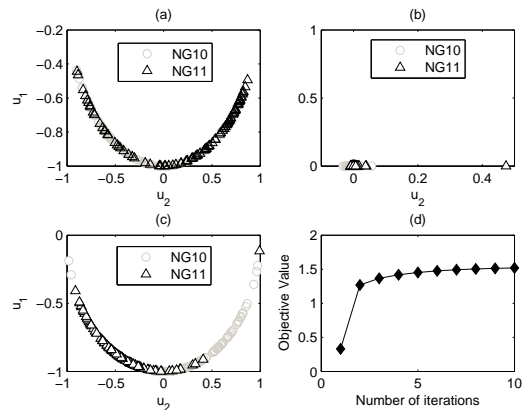 (a)
−0.2
−0.4
−0.6
−0.8
−1
u1
−1 −0.5 0 0.5 1
u2
NG10
NG11
(b)
1
0.5
0
0 0.2 0.4
u2
NG10
NG11
(c)
0
−0.5
−1
u1
−1 −0.5 0 0.5 1
u2
NG10
NG11
(d)
2
1.5
1
0.5
0
Objective Value
0 5 10
Number of iterations